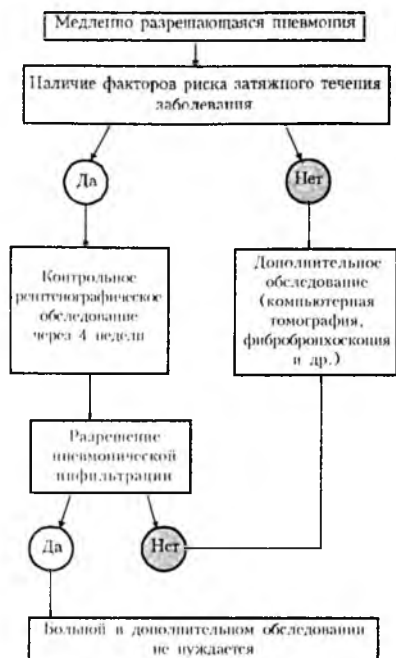 Медленно разрешающаяся пневмония
Наличие факторов риска затяжного течения
заболевания
Да
Нет
Контрольное
рентгенографическое
обследование
через 4 недели
Дополнительное
обследование
(компьютерная
томография,
фибробронхоскопия
и др.)
Разрешение
пневмонической
инфильтрации
Да
Нет
Больной в дополнительном обследовании
не нуждается